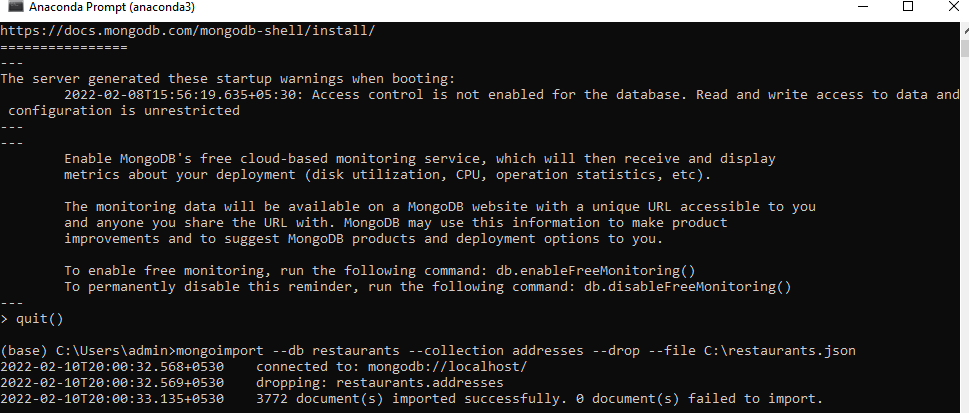 Anaconda Prompt (anaconda3)
https://docs.mongodb.com/mongodb-shell/install/
================
---
The server generated these startup warnings when booting:
        2022-02-08T15:56:19.635+05:30: Access control is not enabled for the database. Read and write access to data and
 configuration is unrestricted
---
---
        Enable MongoDB's free cloud-based monitoring service, which will then receive and display
        metrics about your deployment (disk utilization, CPU, operation statistics, etc).

        The monitoring data will be available on a MongoDB website with a unique URL accessible to you
        and anyone you share the URL with. MongoDB may use this information to make product
        improvements and to suggest MongoDB products and deployment options to you.

        To enable free monitoring, run the following command: db.enableFreeMonitoring()
        To permanently disable this reminder, run the following command: db.disableFreeMonitoring()
---
> quit()

(base) C:\Users\admin>mongoimport --db restaurants --collection addresses --drop --file C:\restaurants.json
2022-02-10T20:00:32.568+0530    connected to: mongodb://localhost/
2022-02-10T20:00:32.569+0530    dropping: restaurants.addresses
2022-02-10T20:00:33.135+0530    3772 document(s) imported successfully. 0 document(s) failed to import.